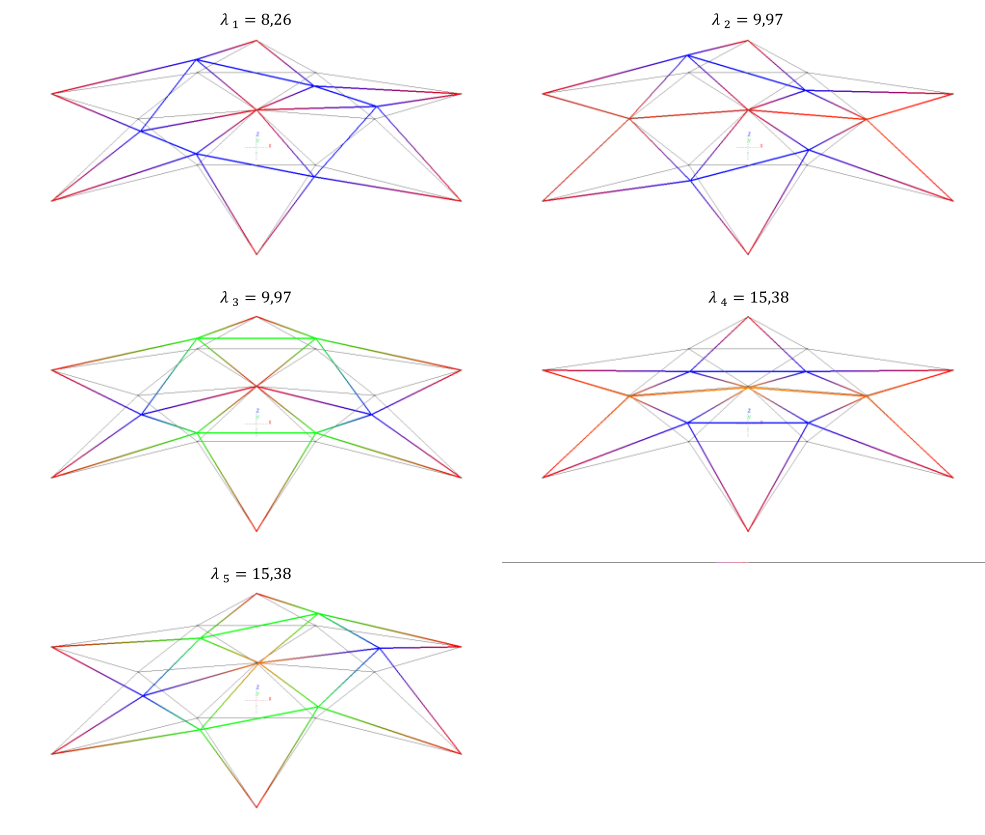 λ 1 = 8,26
λ 2 = 9,97
z
y
x
z
y
x
λ 3 = 9,97
λ 4 = 15,38
z
y
x
z
y
x
λ 5 = 15,38
z
y
x